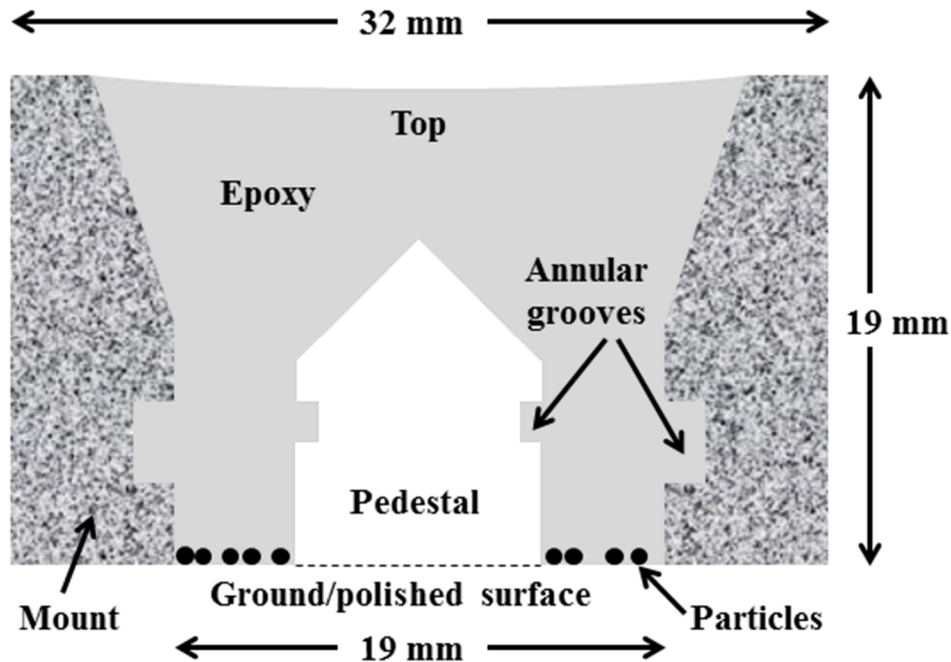 32 mm
Top
Epoxy
Annular
grooves
19 mm
Pedestal
Ground/polished surface
Mount
Particles
19 mm